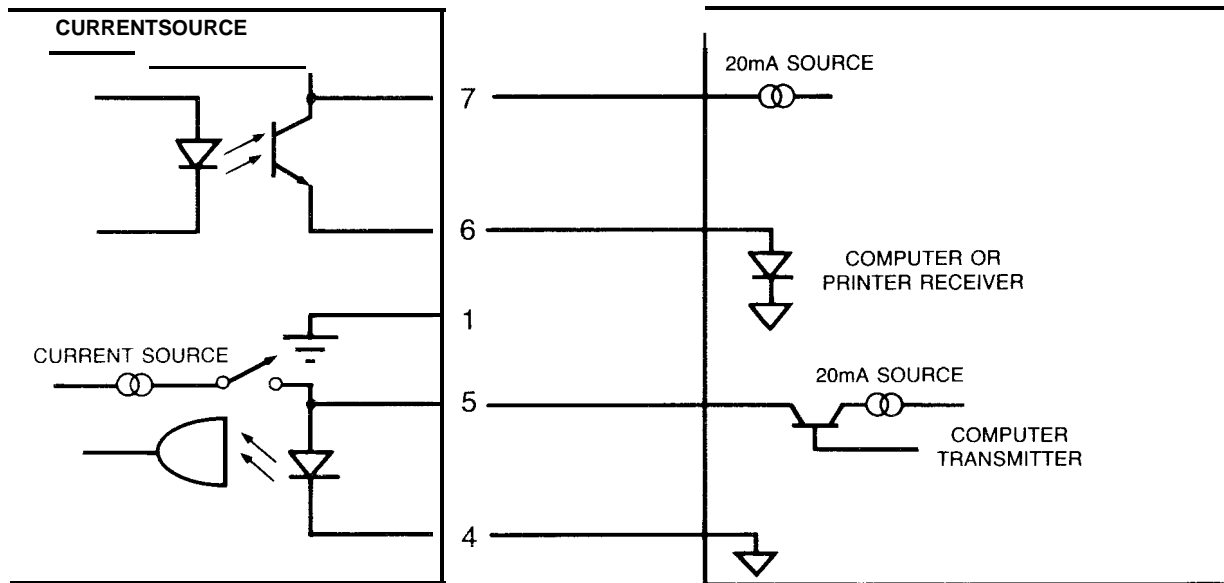 CURRENTSOURCE
20mA SOURCE
7
6
COMPUTER OR
PRINTER RECEIVER
1
CURRENT SOURCE
20mA SOURCE
5
COMPUTER
TRANSMITTER
4